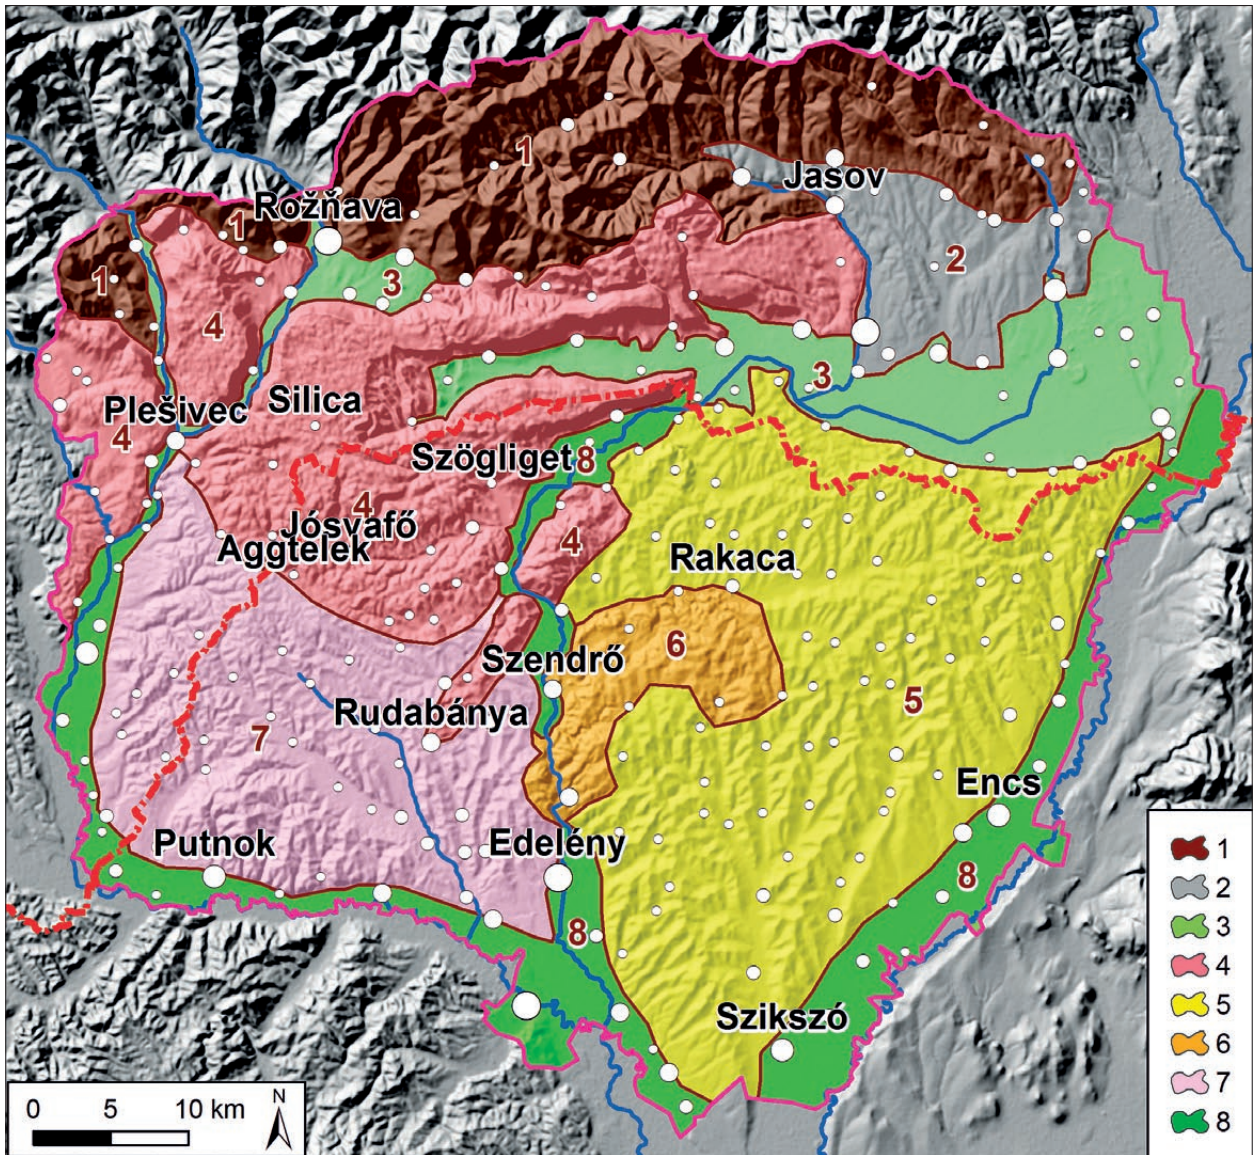 1
Jasov
1
Rožňava
2
1
3
4
3
Silica
Plešivec
4
Szögliget
8
4
Jósvafő
Aggtelek
4
Rakaca
6
Szendrő
5
Rudabánya
7
Encs
Putnok
Edelény
8
8
Szikszó
1
2
3
4
5
6
7
8
0 5 10 km
N